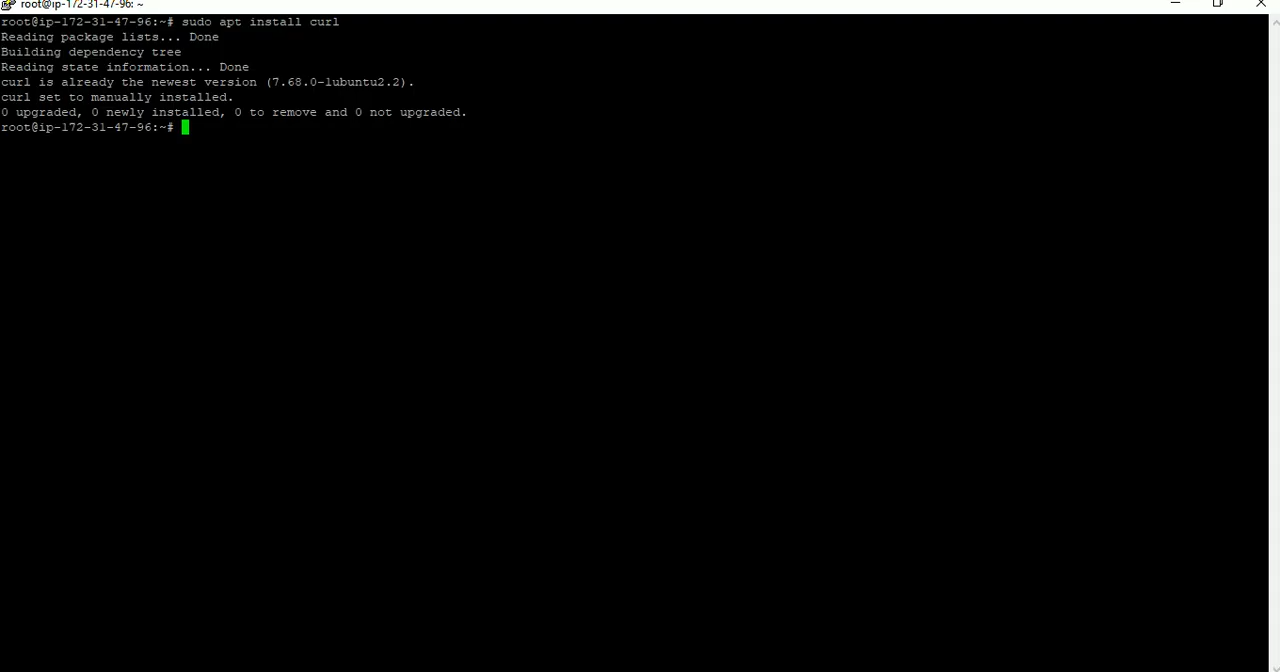 root@ip-172-31-47-96: ~
root@ip-172-31-47-96:~# sudo apt install curl
Reading package lists... Done
Building dependency tree
Reading state information... Done
curl is already the newest version (7.68.0-1ubuntu2.2).
curl set to manually installed.
0 upgraded, 0 newly installed, 0 to remove and 0 not upgraded.
root@ip-172-31-47-96:~#